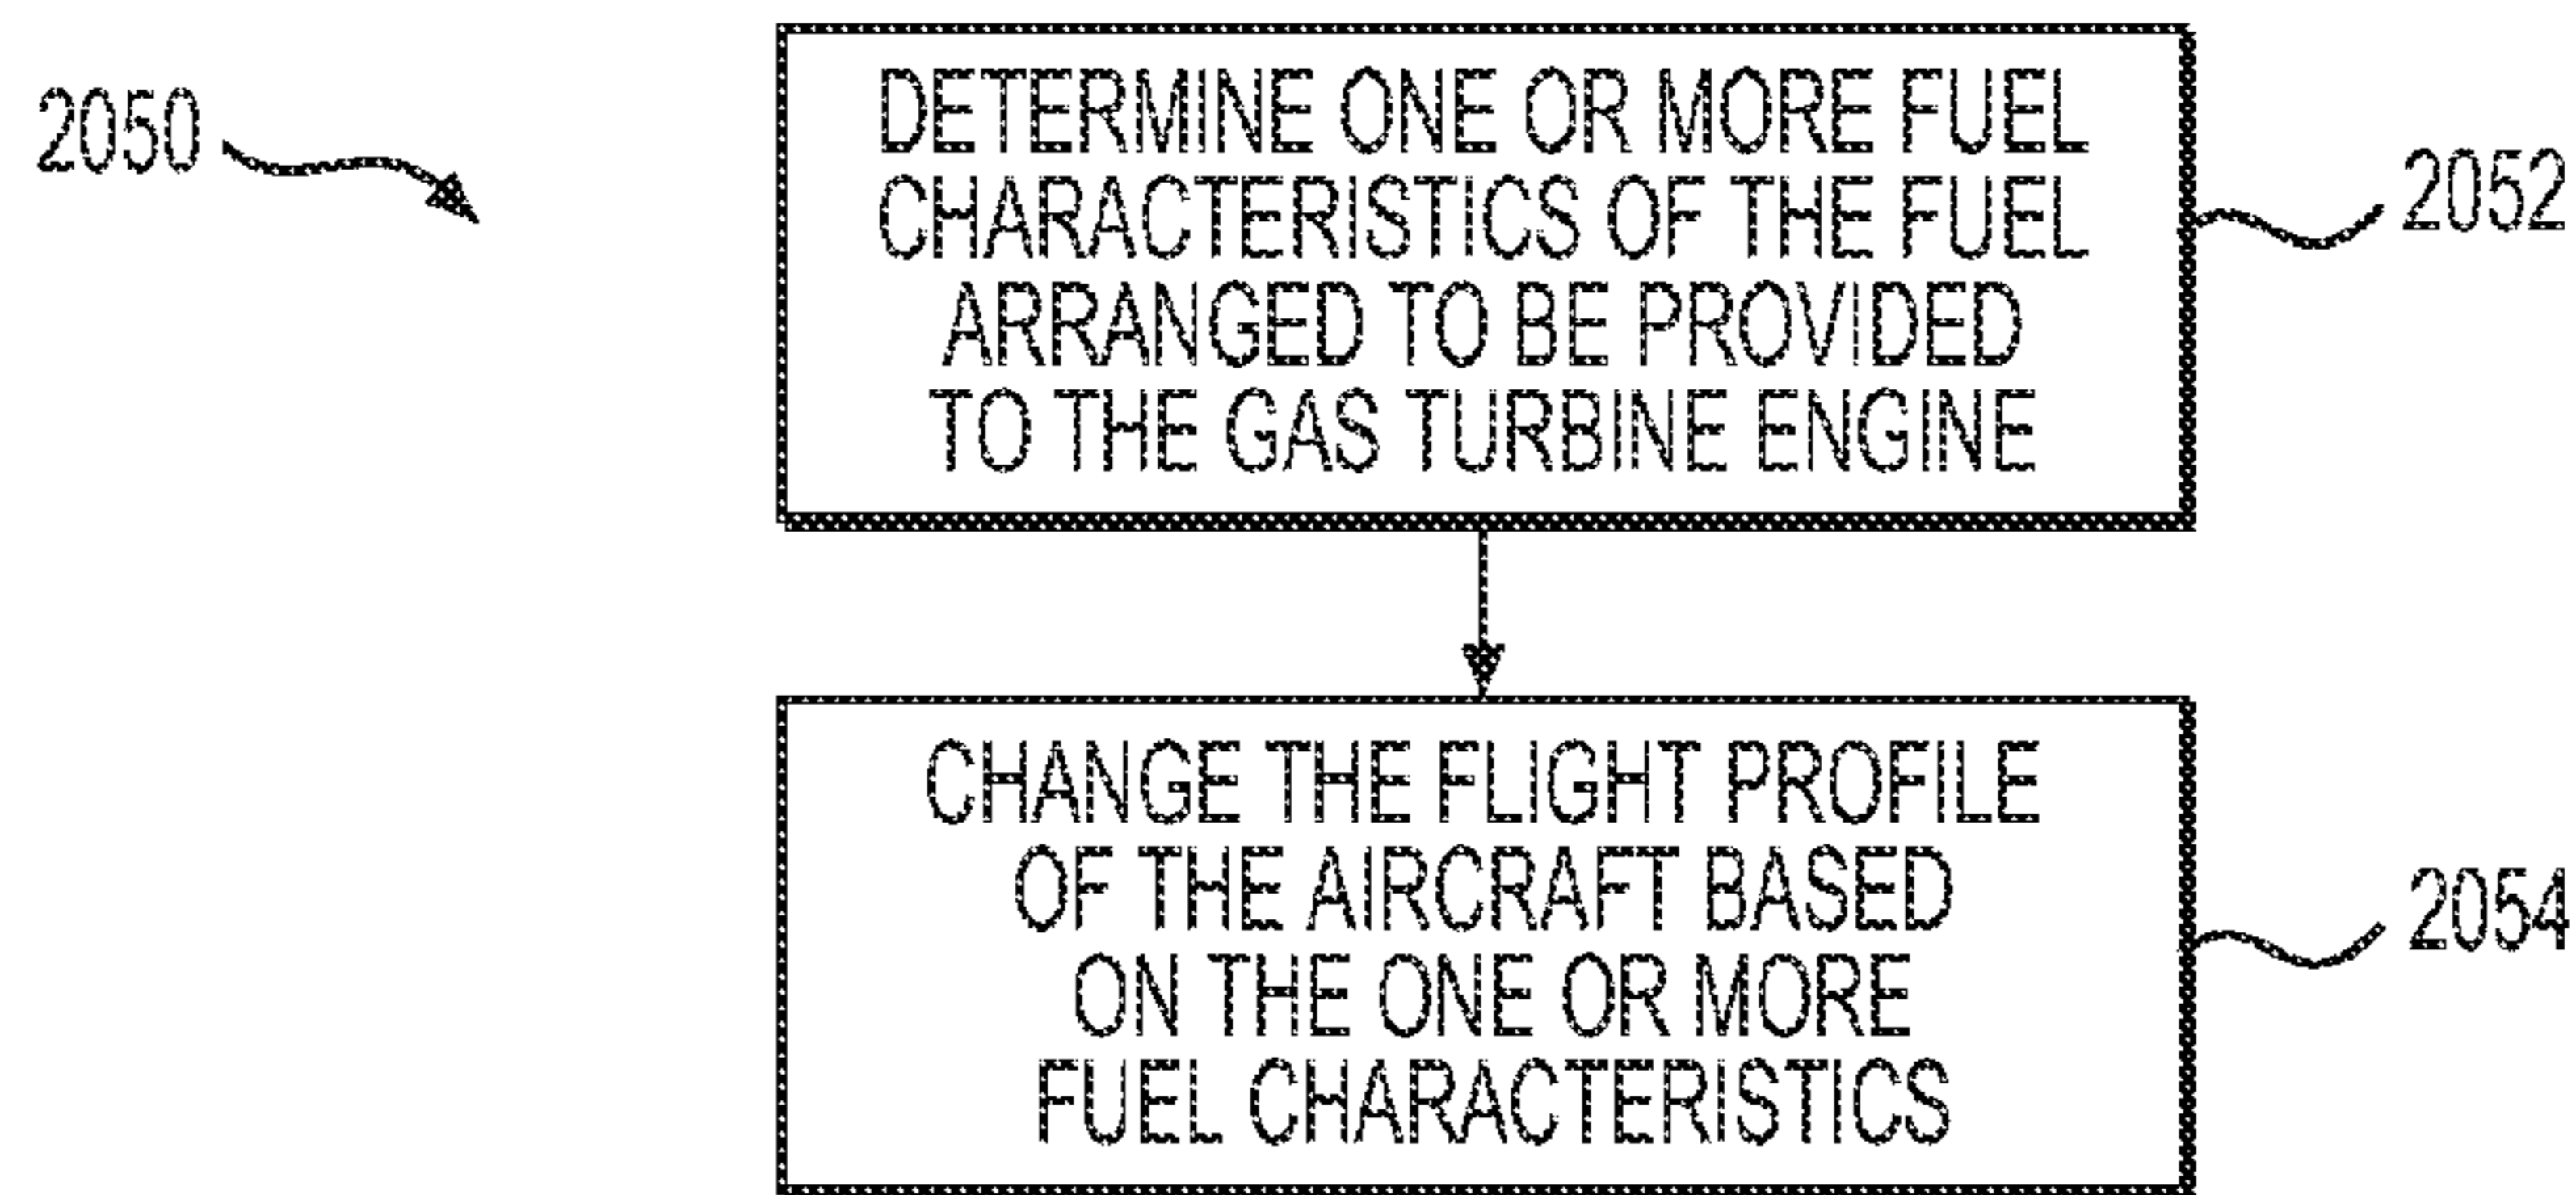 2050
DETERMINE ONE OR MORE FUEL
CHARACTERISTICS OF THE FUEL
ARRANGED TO BE PROVIDED
TO THE GAS TURBINE ENGINE
2052
CHANGE THE FLIGHT PROFILE
OF THE AIRCRAFT BASED
ON THE ONE OR MORE
FUEL CHARACTERISTICS
2054